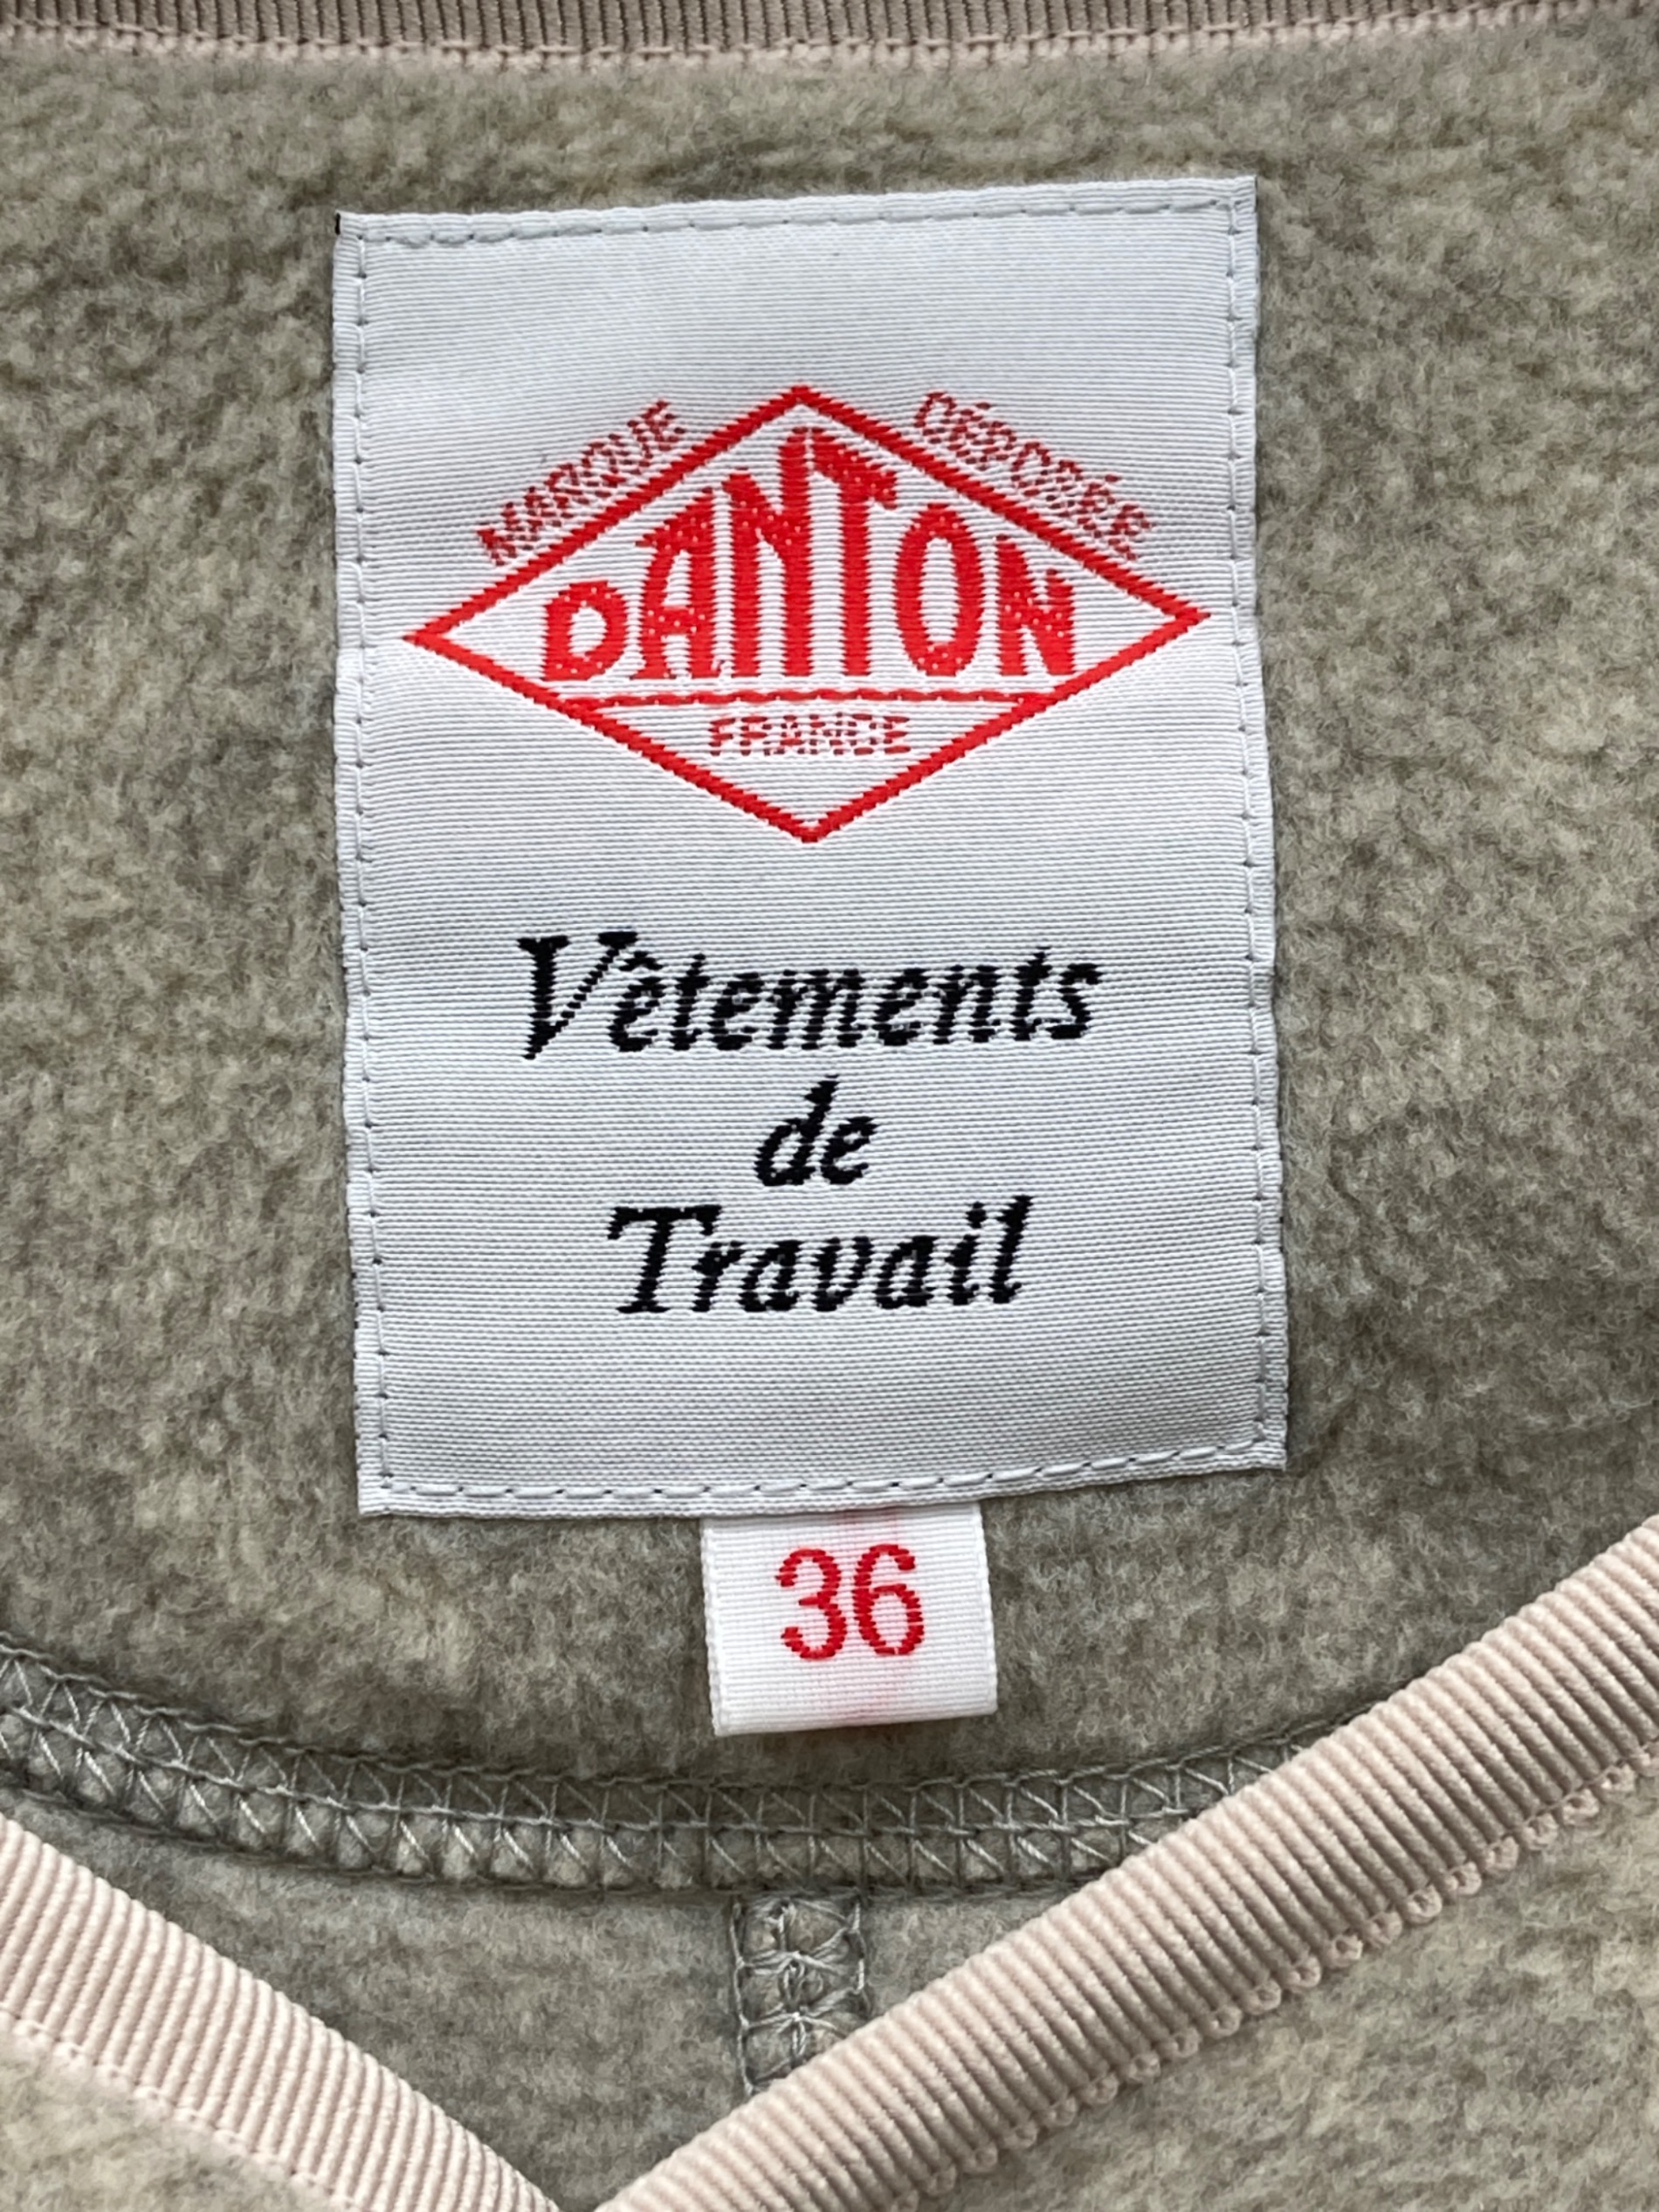 MARQUE DÉPOSÉE
DANTON
FRANCE
Vêtements
de
Travail
36